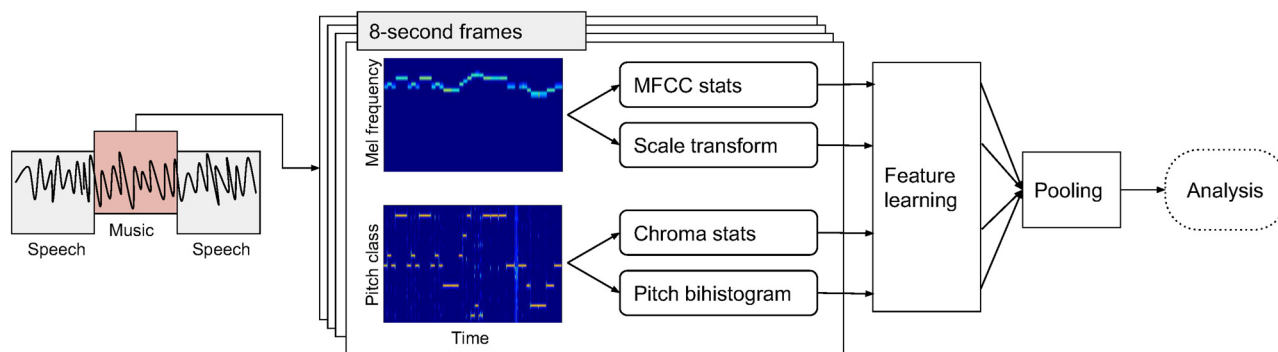 8-second frames
Mel frequency
MFCC stats
Scale transform
Speech
Music
Speech
Pitch class
Time
Chroma stats
Pitch bihistogram
Feature
learning
Pooling
Analysis